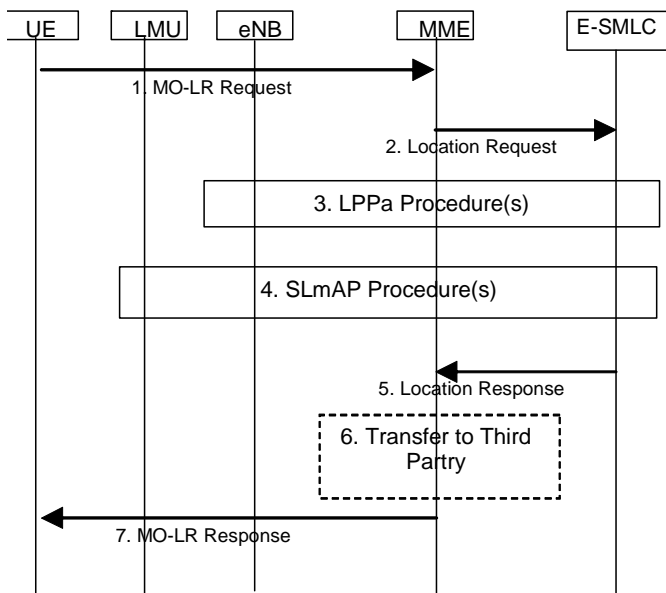 UE
LMU
eNB
MME
E-SMLC
1. MO-LR Request
2. Location Request
3. LPPa Procedure(s)
4. SLmAP Procedure(s)
5. Location Response
6. Transfer to Third
Partry
7. MO-LR Response